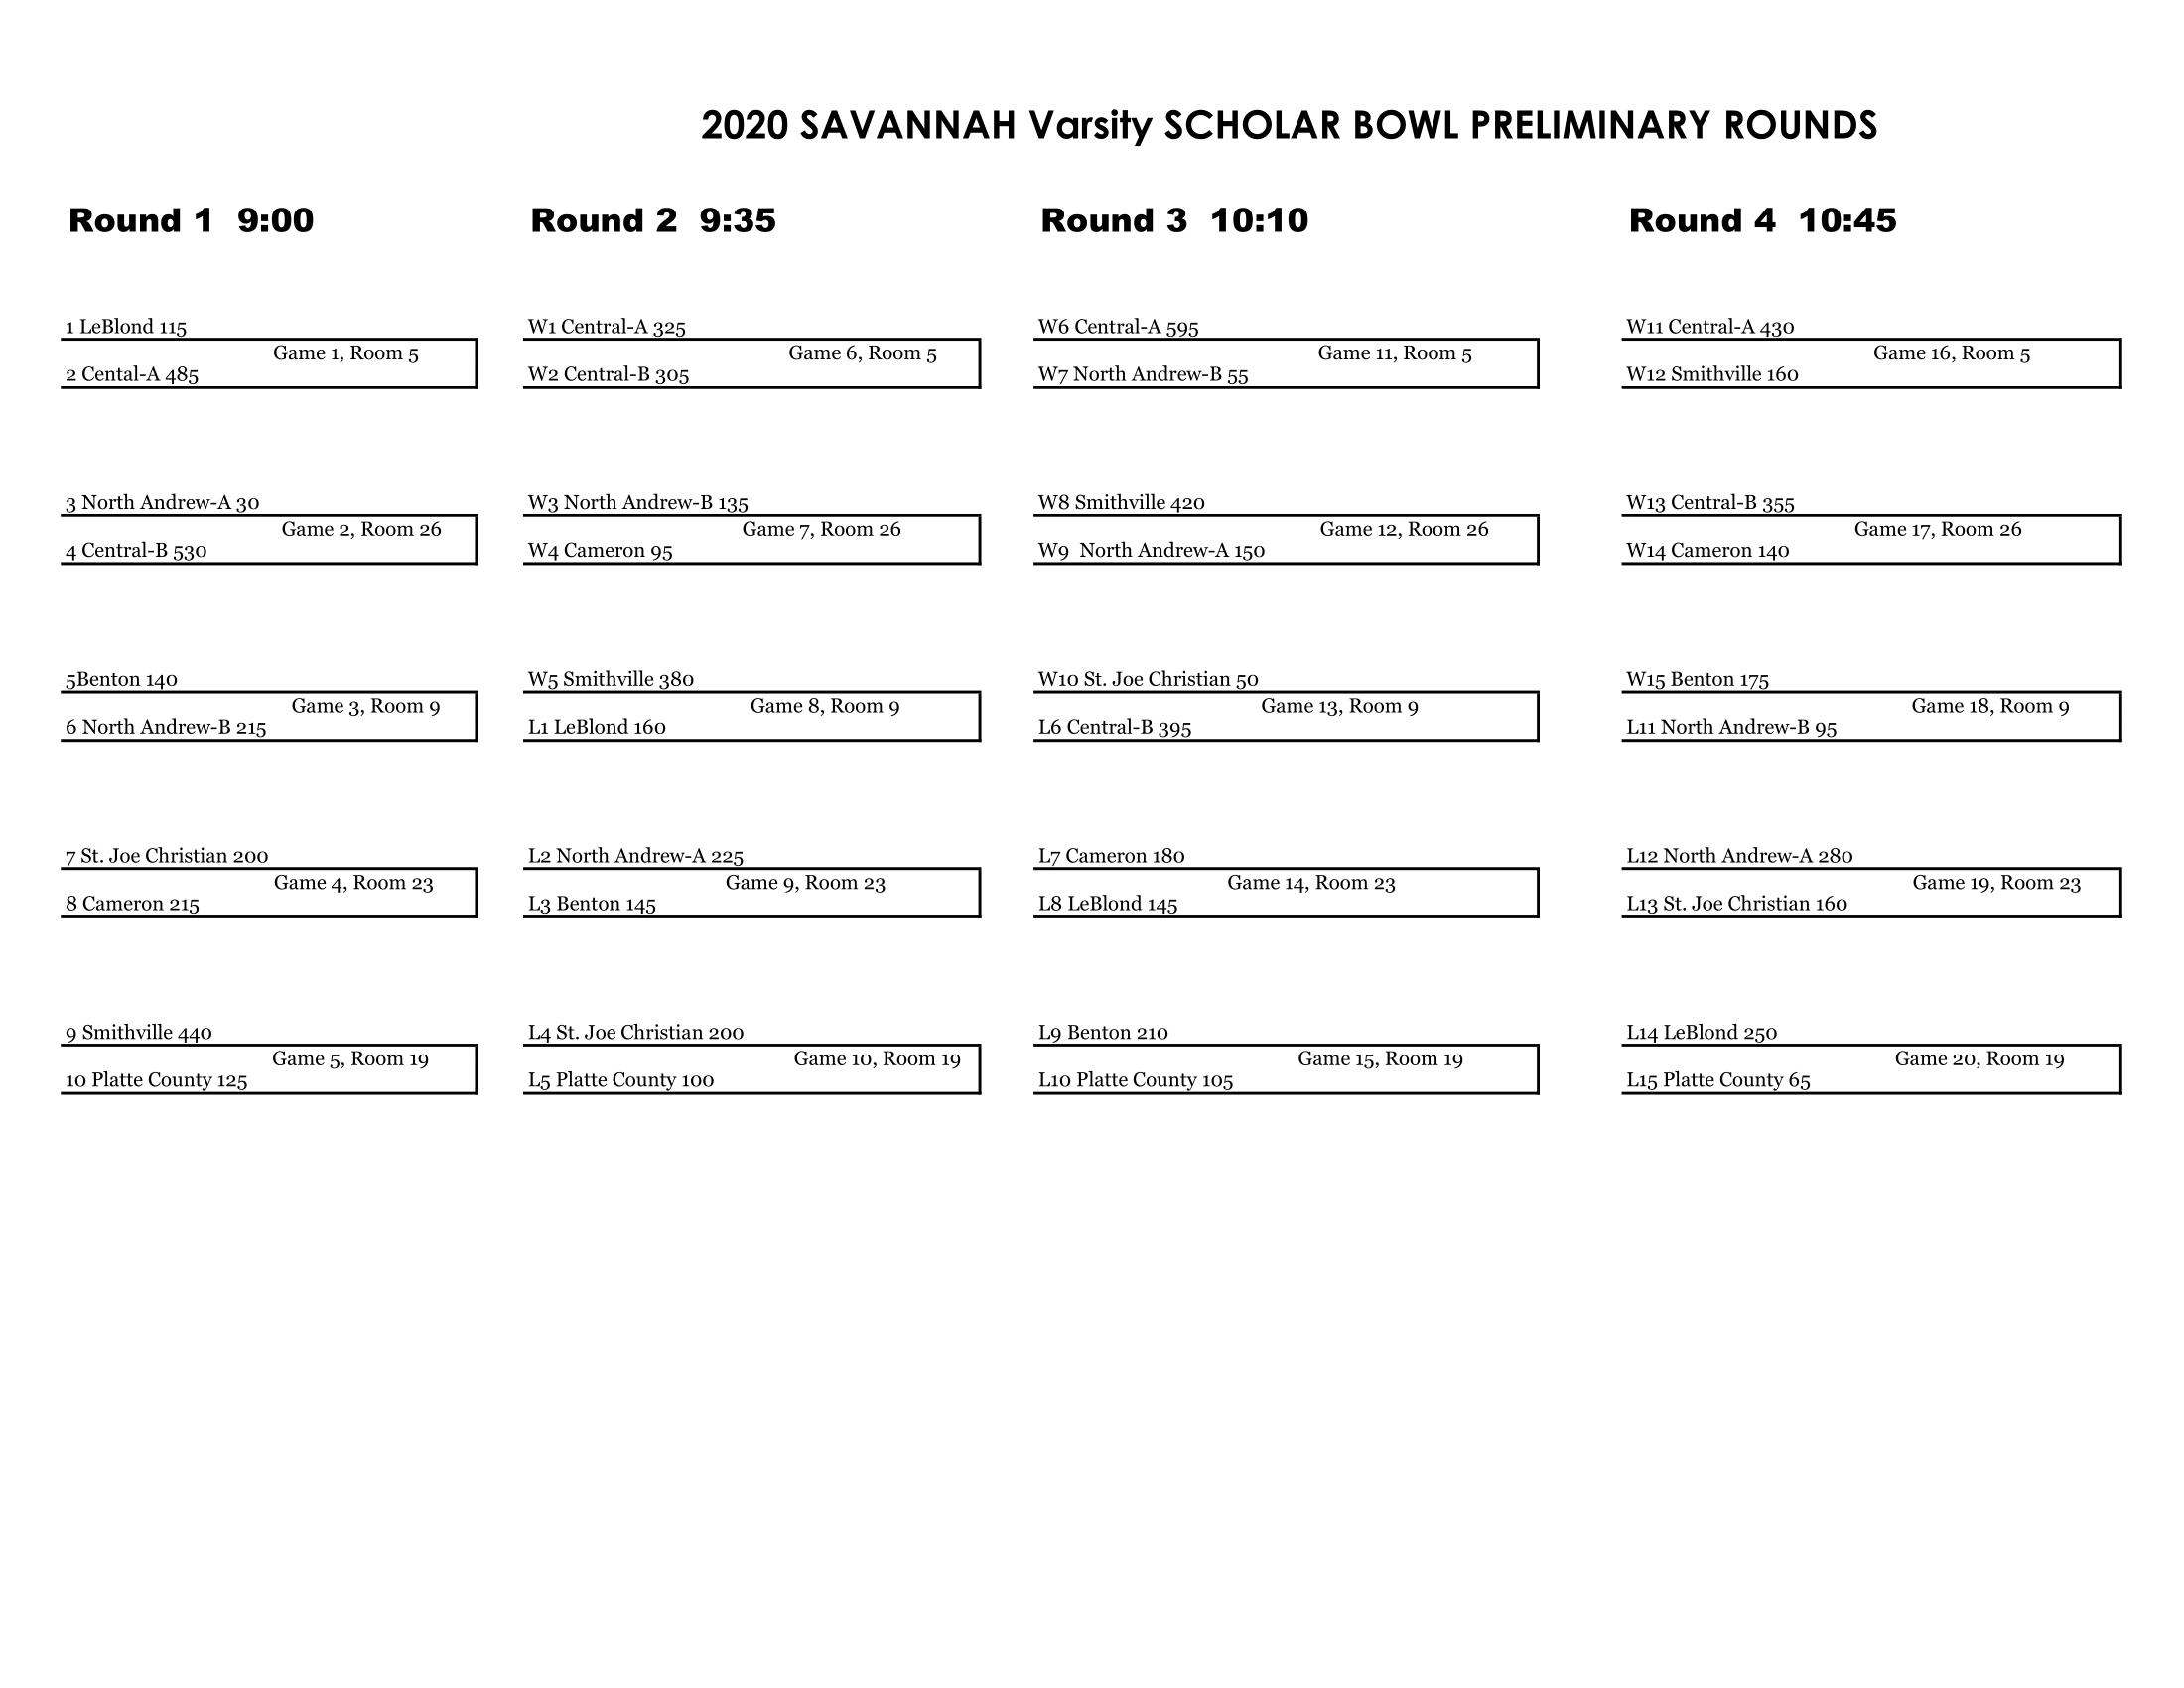 2020 SAVANNAH Varsity SCHOLAR BOWL PRELIMINARY ROUNDS
Round 1  9:00
1 LeBlond 115
Game 1, Room 5
2 Cental-A 485
3 North Andrew-A 30
Game 2, Room 26
4 Central-B 530
5Benton 140
Game 3, Room 9
6 North Andrew-B 215
7 St. Joe Christian 200
Game 4, Room 23
8 Cameron 215
9 Smithville 440
Game 5, Room 19
10 Platte County 125
Round 2  9:35
W1 Central-A 325
Game 6, Room 5
W2 Central-B 305
W3 North Andrew-B 135
Game 7, Room 26
W4 Cameron 95
W5 Smithville 380
Game 8, Room 9
L1 LeBlond 160
L2 North Andrew-A 225
Game 9, Room 23
L3 Benton 145
L4 St. Joe Christian 200
Game 10, Room 19
L5 Platte County 100
Round 3  10:10
W6 Central-A 595
Game 11, Room 5
W7 North Andrew-B 55
W8 Smithville 420
Game 12, Room 26
W9  North Andrew-A 150
W10 St. Joe Christian 50
Game 13, Room 9
L6 Central-B 395
L7 Cameron 180
Game 14, Room 23
L8 LeBlond 145
L9 Benton 210
Game 15, Room 19
L10 Platte County 105
Round 4  10:45
W11 Central-A 430
Game 16, Room 5
W12 Smithville 160
W13 Central-B 355
Game 17, Room 26
W14 Cameron 140
W15 Benton 175
Game 18, Room 9
L11 North Andrew-B 95
L12 North Andrew-A 280
Game 19, Room 23
L13 St. Joe Christian 160
L14 LeBlond 250
Game 20, Room 19
L15 Platte County 65